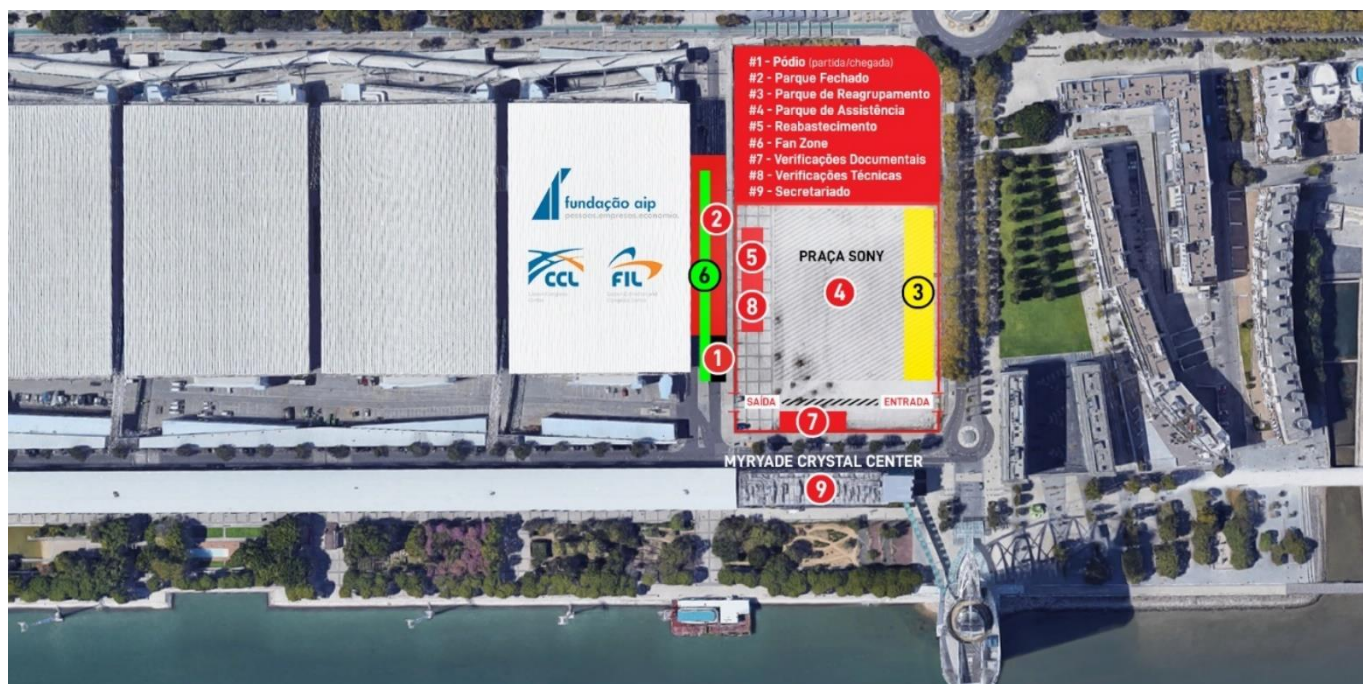 #1 - Pódio (partida/chegada)
#2 - Parque Fechado
#3 - Parque de Reagrupamento
#4 - Parque de Assistência
#5 - Reabastecimento
#6 - Fan Zone
#7 - Verificações Documentais
#8 - Verificações Técnicas
#9 - Secretariado
fundação aip
pessoas.empresas.economia.
CCL
FIL
2
5
6
PRAÇA SONY
4
3
8
1
SAÍDA
ENTRADA
7
MYRYADE CRYSTAL CENTER
9